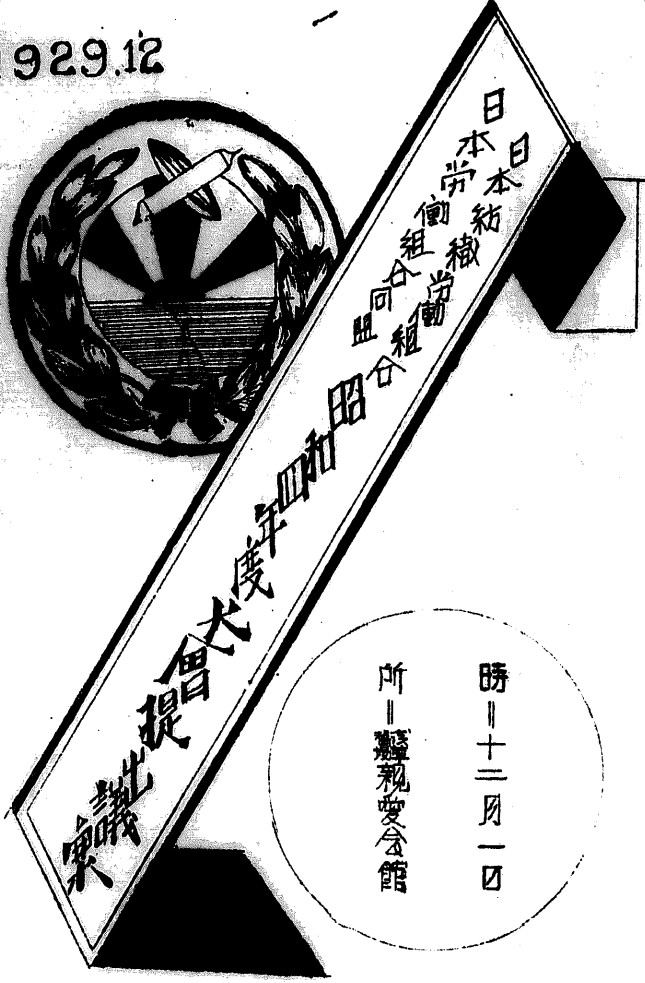 1929.12
日本紡織労働組合
日本労働組合同盟
昭和四年度大會提出議案
時＝十二月一日
所＝親愛会館